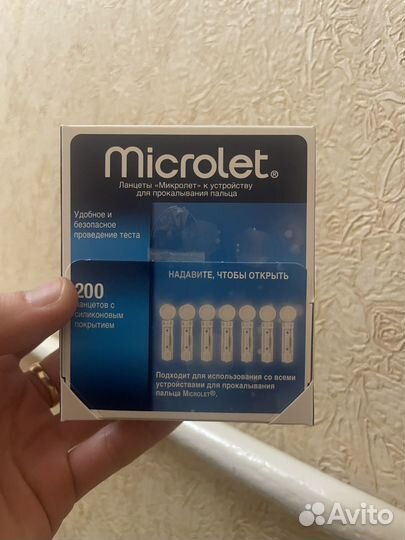 Microlet®
Ланцеты «Микролет» к устройству
для прокалывания пальца
Удобное и
безопасное
проведение теста
НАДАВИТЕ, ЧТОБЫ ОТКРЫТЬ
200
ланцетов с
силиконовым
покрытием
Подходит для использования со всеми
устройствами для прокалывания
пальца MICROLET®.
Avito